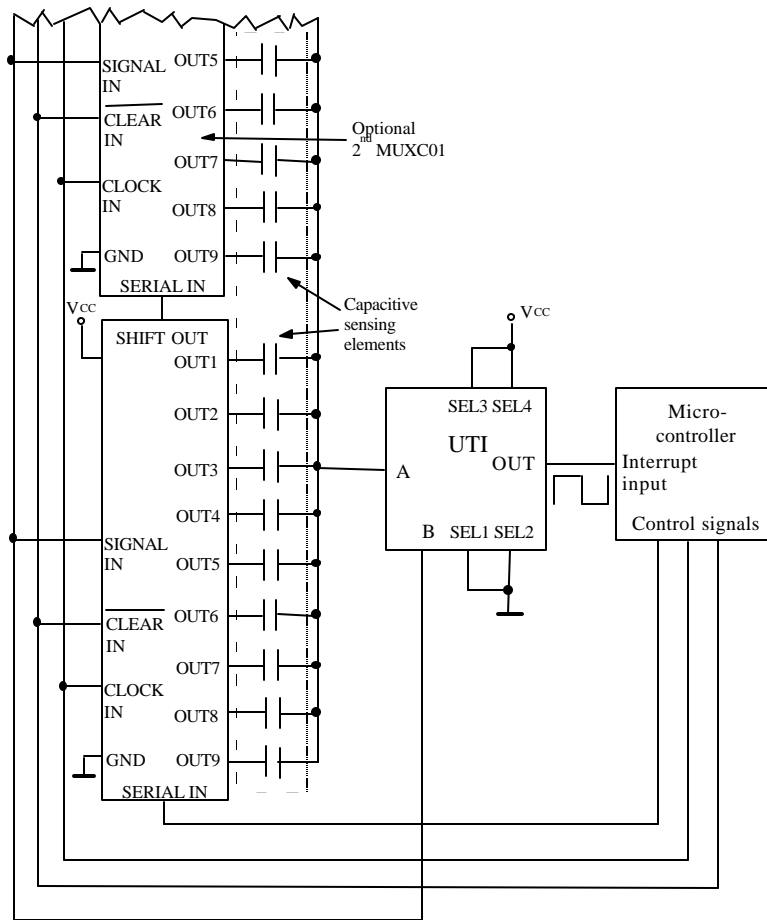 SIGNAL
IN
OUT5
CLEAR
IN
OUT6
Optional
2nd MUXC01
OUT7
CLOCK
IN
OUT8
GND
OUT9
SERIAL IN
VCC
Capacitive
sensing
elements
SHIFT OUT
OUT1
OUT2
OUT3
OUT4
SIGNAL
IN
OUT5
CLEAR
IN
OUT6
OUT7
CLOCK
IN
OUT8
GND
OUT9
SERIAL IN
VCC
SEL3 SEL4
UTI
OUT
A
B
SEL1 SEL2
Micro-
controller
Interrupt
input
Control signals